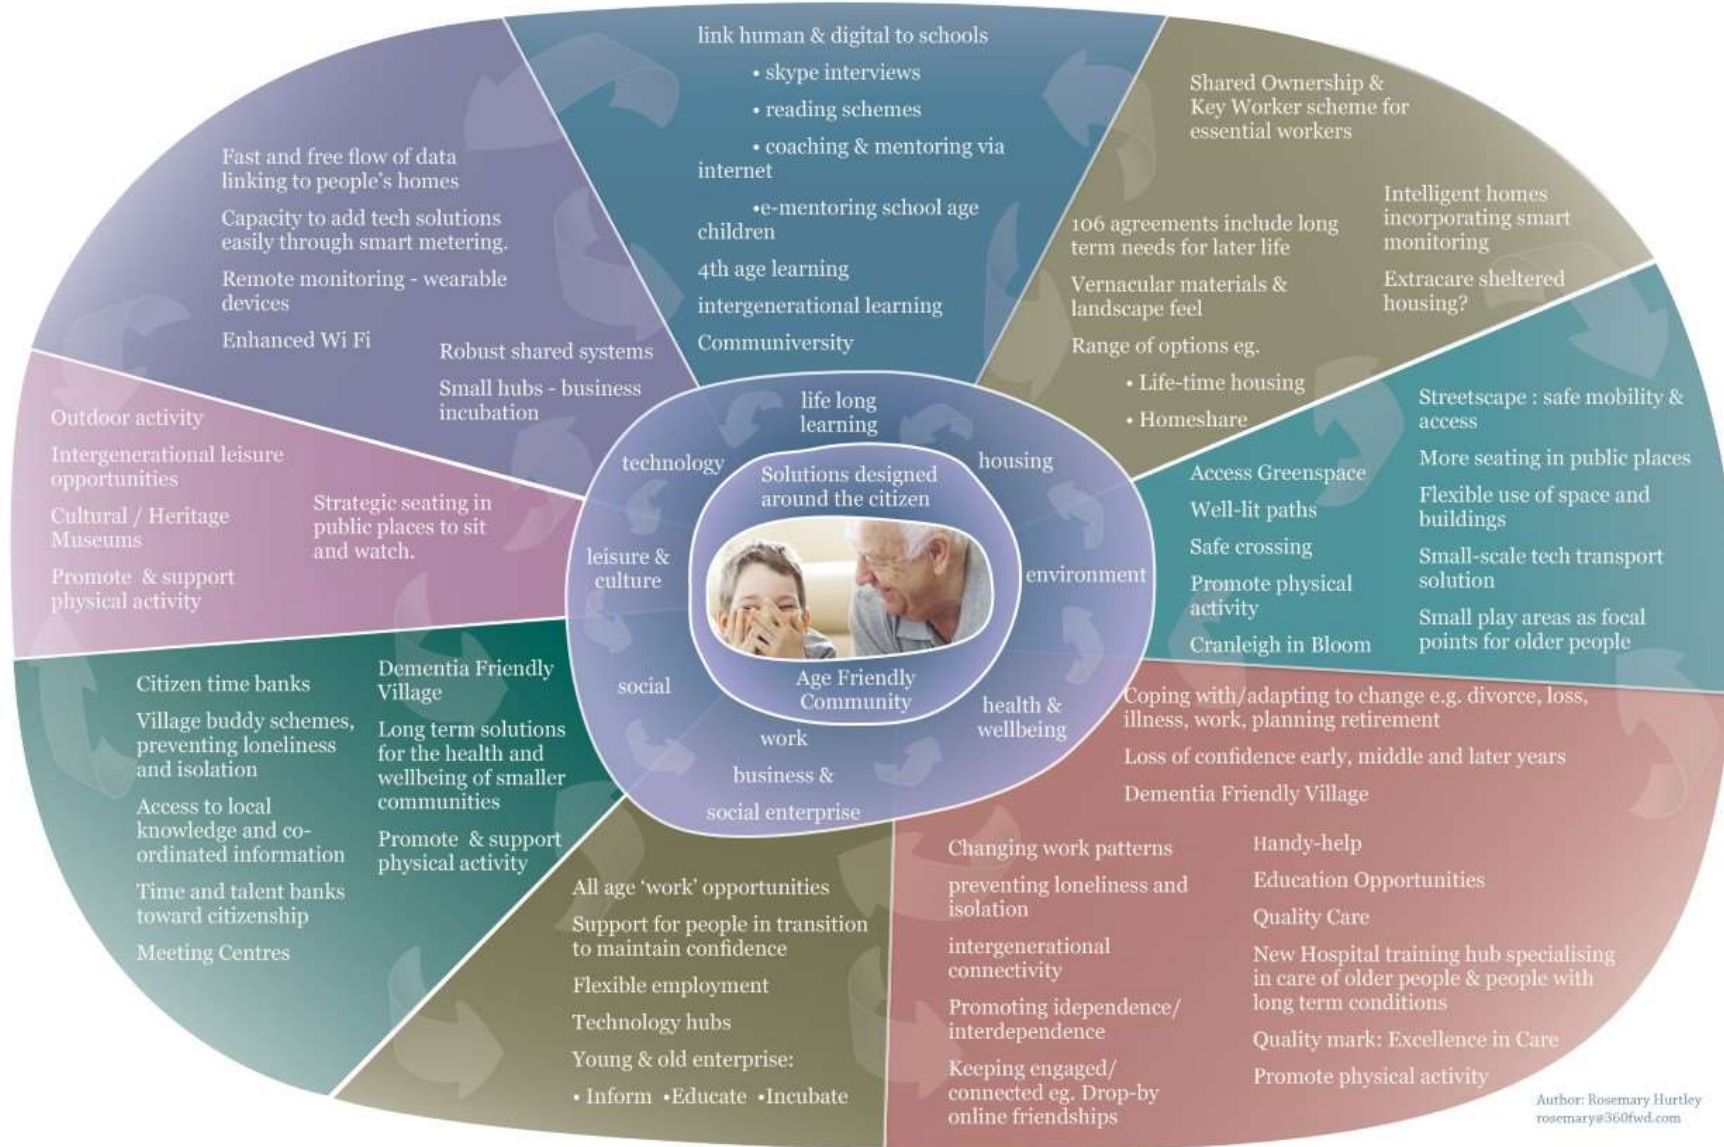 link human & digital to schools
• skype interviews
• reading schemes
• coaching & mentoring via
internet
•e-mentoring school age
children
4th age learning
intergenerational learning
Communiversity
Shared Ownership &
Key Worker scheme for
essential workers
106 agreements include long
term needs for later life
Vernacular materials &
landscape feel
Range of options eg.
• Life-time housing
• Homeshare
Intelligent homes
incorporating smart
monitoring
Extracare sheltered
housing?
Access Greenspace
Well-lit paths
Safe crossing
Promote physical
activity
Cranleigh in Bloom
Streetscape : safe mobility &
access
More seating in public places
Flexible use of space and
buildings
Small-scale tech transport
solution
Small play areas as focal
points for older people
Coping with/adapting to change e.g. divorce, loss,
illness, work, planning retirement
Loss of confidence early, middle and later years
Dementia Friendly Village
Changing work patterns
preventing loneliness and
isolation
intergenerational
connectivity
Promoting idependence/
interdependence
Keeping engaged/
connected eg. Drop-by
online friendships
Handy-help
Education Opportunities
Quality Care
New Hospital training hub specialising
in care of older people & people with
long term conditions
Quality mark: Excellence in Care
Promote physical activity
All age ‘work’ opportunities
Support for people in transition
to maintain confidence
Flexible employment
Technology hubs
Young & old enterprise:
• Inform •Educate •Incubate
Citizen time banks
Village buddy schemes,
preventing loneliness
and isolation
Access to local
knowledge and co-
ordinated information
Time and talent banks
toward citizenship
Meeting Centres
Dementia Friendly
Village
Long term solutions
for the health and
wellbeing of smaller
communities
Promote & support
physical activity
Outdoor activity
Intergenerational leisure
opportunities
Cultural / Heritage
Museums
Promote & support
physical activity
Strategic seating in
public places to sit
and watch.
Fast and free flow of data
linking to people’s homes
Capacity to add tech solutions
easily through smart metering.
Remote monitoring - wearable
devices
Enhanced Wi Fi
Robust shared systems
Small hubs - business
incubation
life long
learning
housing
environment
health &
wellbeing
work
business &
social enterprise
social
leisure &
culture
technology
Solutions designed
around the citizen
Age Friendly
Community
Author: Rosemary Hurtley
rosemary@360fwd.com